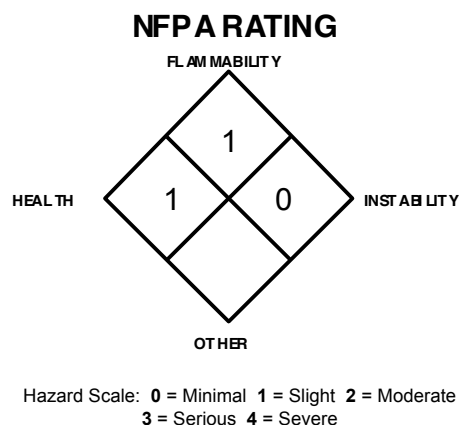 NFPA RATING
FLAMMABILITY
1
HEALTH 1 0 INSTABILITY
OTHER
Hazard Scale: 0 = Minimal 1 = Slight 2 = Moderate
3 = Serious 4 = Severe